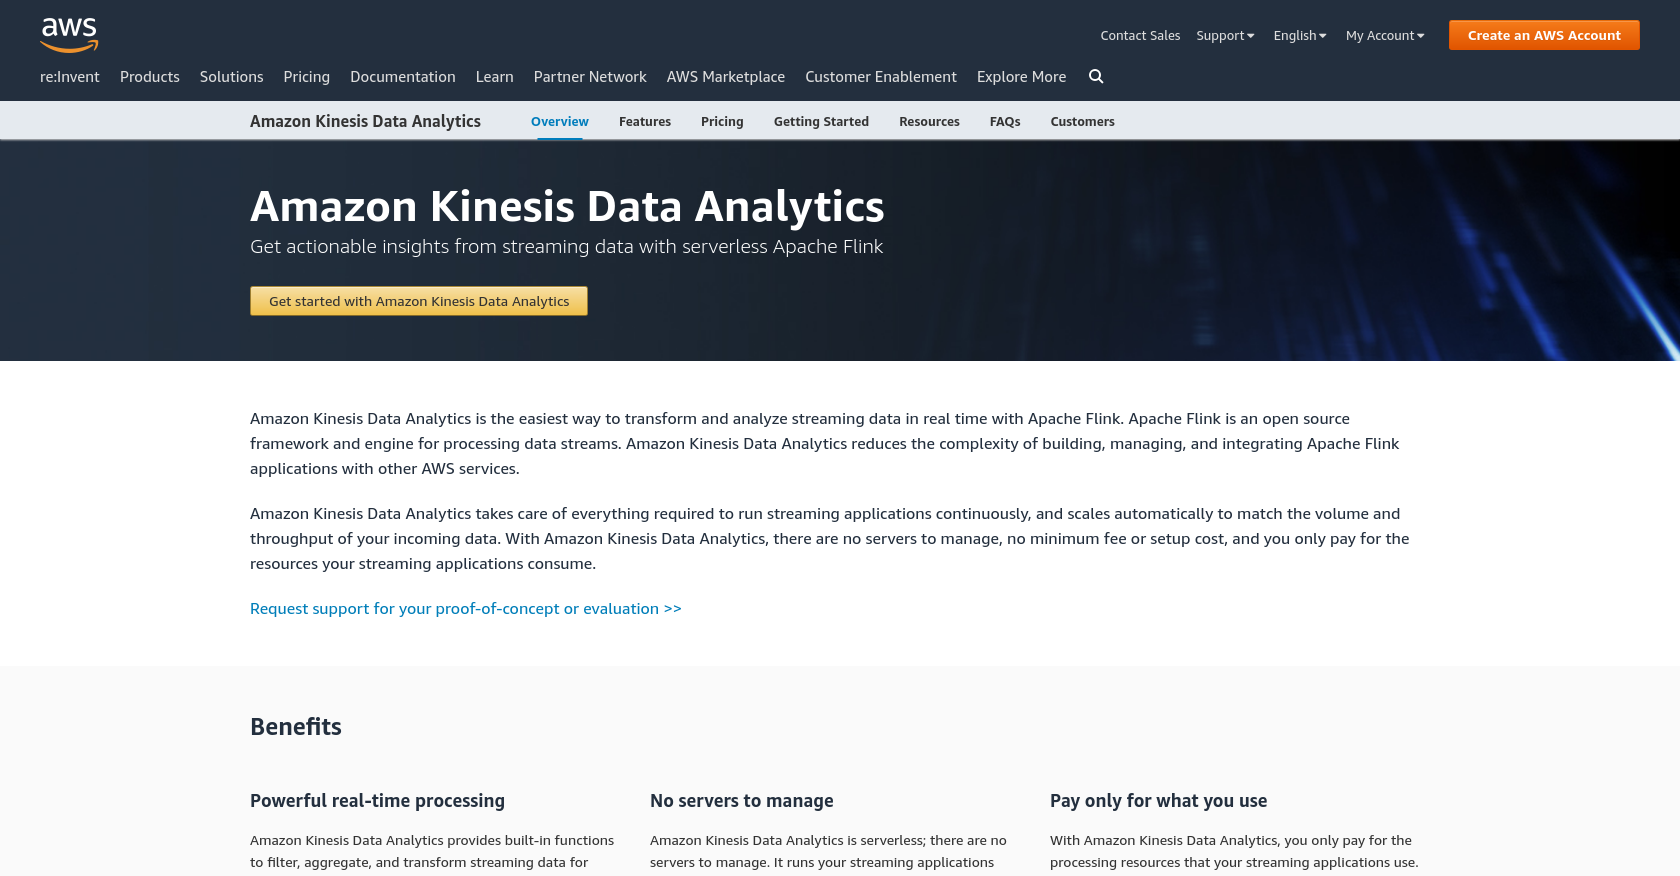 aws
Contact Sales Support English My Account Create an AWS Account
re:Invent Products Solutions Pricing Documentation Learn Partner Network AWS Marketplace Customer Enablement Explore More
Amazon Kinesis Data Analytics Overview Features Pricing Getting Started Resources FAQs Customers
Amazon Kinesis Data Analytics
Get actionable insights from streaming data with serverless Apache Flink
Get started with Amazon Kinesis Data Analytics
Amazon Kinesis Data Analytics is the easiest way to transform and analyze streaming data in real time with Apache Flink. Apache Flink is an open source
framework and engine for processing data streams. Amazon Kinesis Data Analytics reduces the complexity of building, managing, and integrating Apache Flink
applications with other AWS services.
Amazon Kinesis Data Analytics takes care of everything required to run streaming applications continuously, and scales automatically to match the volume and
throughput of your incoming data. With Amazon Kinesis Data Analytics, there are no servers to manage, no minimum fee or setup cost, and you only pay for the
resources your streaming applications consume.
Request support for your proof-of-concept or evaluation >>
Benefits
Powerful real-time processing
Amazon Kinesis Data Analytics provides built-in functions
to filter, aggregate, and transform streaming data for
No servers to manage
Amazon Kinesis Data Analytics is serverless; there are no
servers to manage. It runs your streaming applications
Pay only for what you use
With Amazon Kinesis Data Analytics, you only pay for the
processing resources that your streaming applications use.